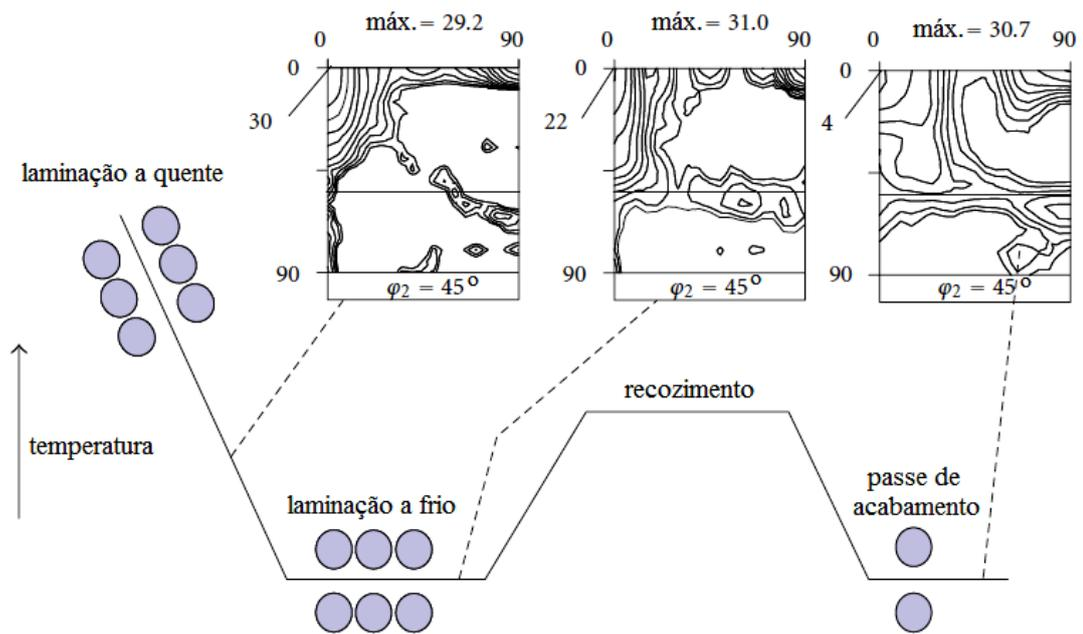 máx. = 29.2
0 90
0
30
90
φ₂ = 45°
máx. = 31.0
0 90
0
22
90
φ₂ = 45°
máx. = 30.7
0 90
0
4
90
φ₂ = 45°
laminação a quente
temperatura
laminação a frio
recozimento
passe de
acabamento